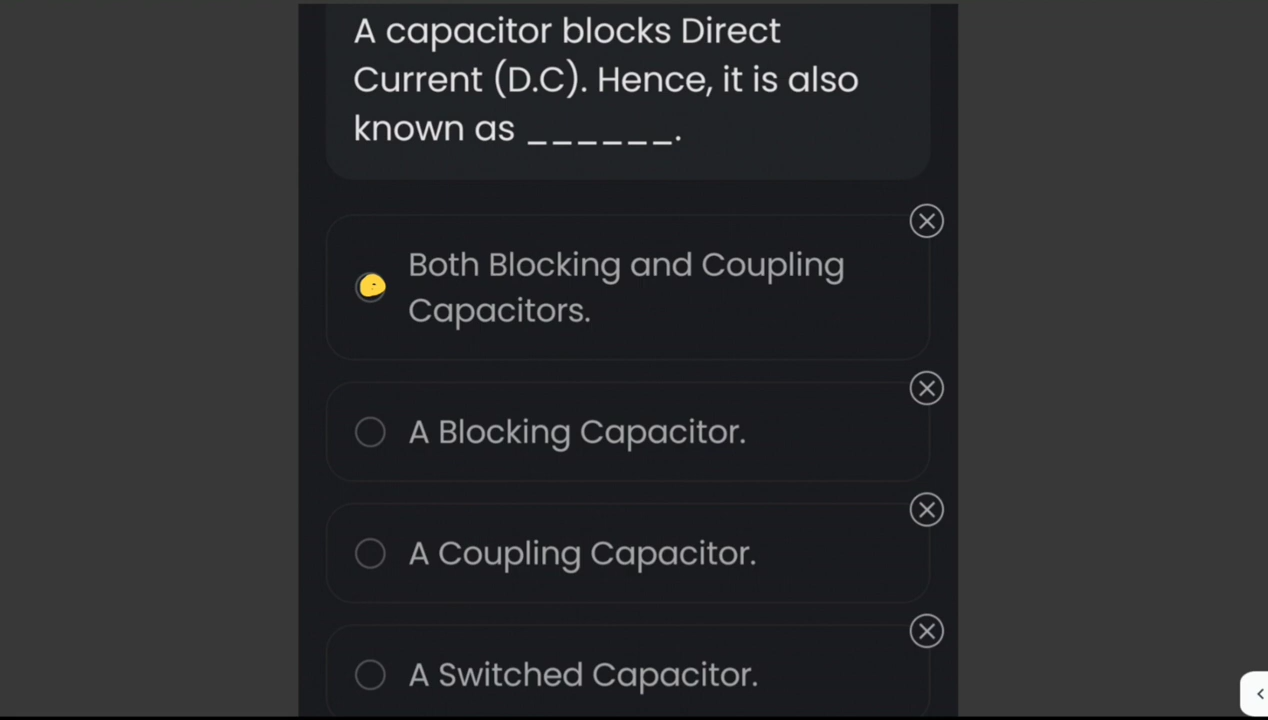 A capacitor blocks Direct
Current (D.C). Hence, it is also
known as ______.
Both Blocking and Coupling
Capacitors.
A Blocking Capacitor.
A Coupling Capacitor.
A Switched Capacitor.